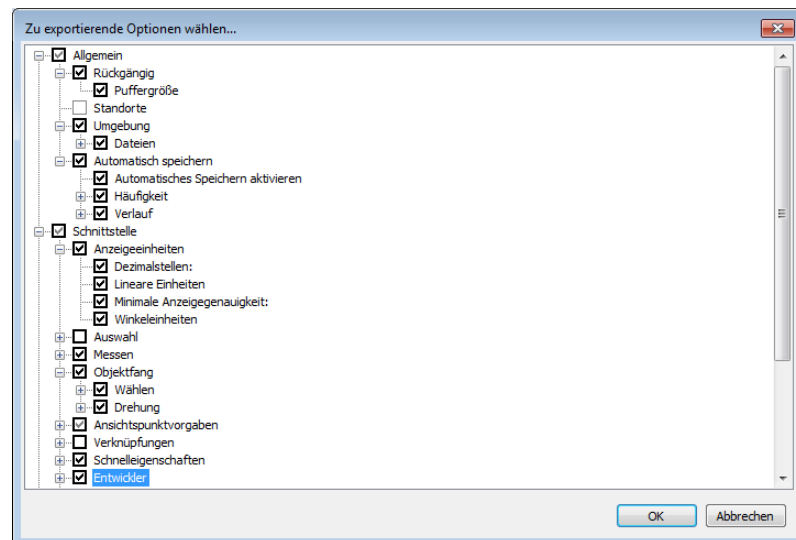 Zu exportierende Optionen wählen...
Allgemein
Rückgängig
Puffergröße
Standorte
Umgebung
Dateien
Automatisch speichern
Automatisches Speichern aktivieren
Häufigkeit
Verlauf
Schnittstelle
Anzeigeeinheiten
Dezimalstellen:
Lineare Einheiten
Minimale Anzeigegenauigkeit:
Winkeleinheiten
Auswahl
Messen
Objektfang
Wählen
Drehung
Ansichtspunktvorgaben
Verknüpfungen
Schnelleigenschaften
Entwickler
OK Abbrechen